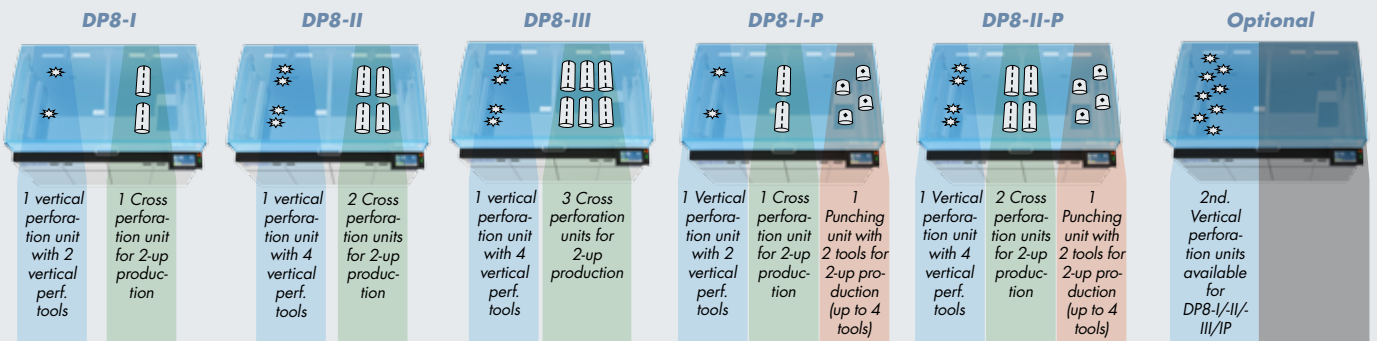 DP8-I
1 vertical
perfora-
tion unit
with 2
vertical
perf.
tools
1 Cross
perfora-
tion unit
for 2-up
produc-
tion
DP8-II
1 vertical
perfora-
tion unit
with 4
vertical
perf.
tools
2 Cross
perfora-
tion units
for 2-up
produc-
tion
DP8-III
1 vertical
perfora-
tion unit
with 4
vertical
perf.
tools
3 Cross
perforation
units for
2-up
production
DP8-I-P
1 Vertical
perfora-
tion unit
with 2
vertical
perf.
tools
1 Cross
perfora-
tion unit
for 2-up
produc-
tion
1
Punching
unit with
2 tools for
2-up pro-
duction
(up to 4
tools)
DP8-II-P
1 Vertical
perfora-
tion unit
with 4
vertical
perf.
tools
2 Cross
perfora-
tion units
for 2-up
produc-
tion
1
Punching
unit with
2 tools for
2-up pro-
duction
(up to 4
tools)
Optional
2nd.
Vertical
perfora-
tion units
available
for
DP8-I/-II/-
III/IP